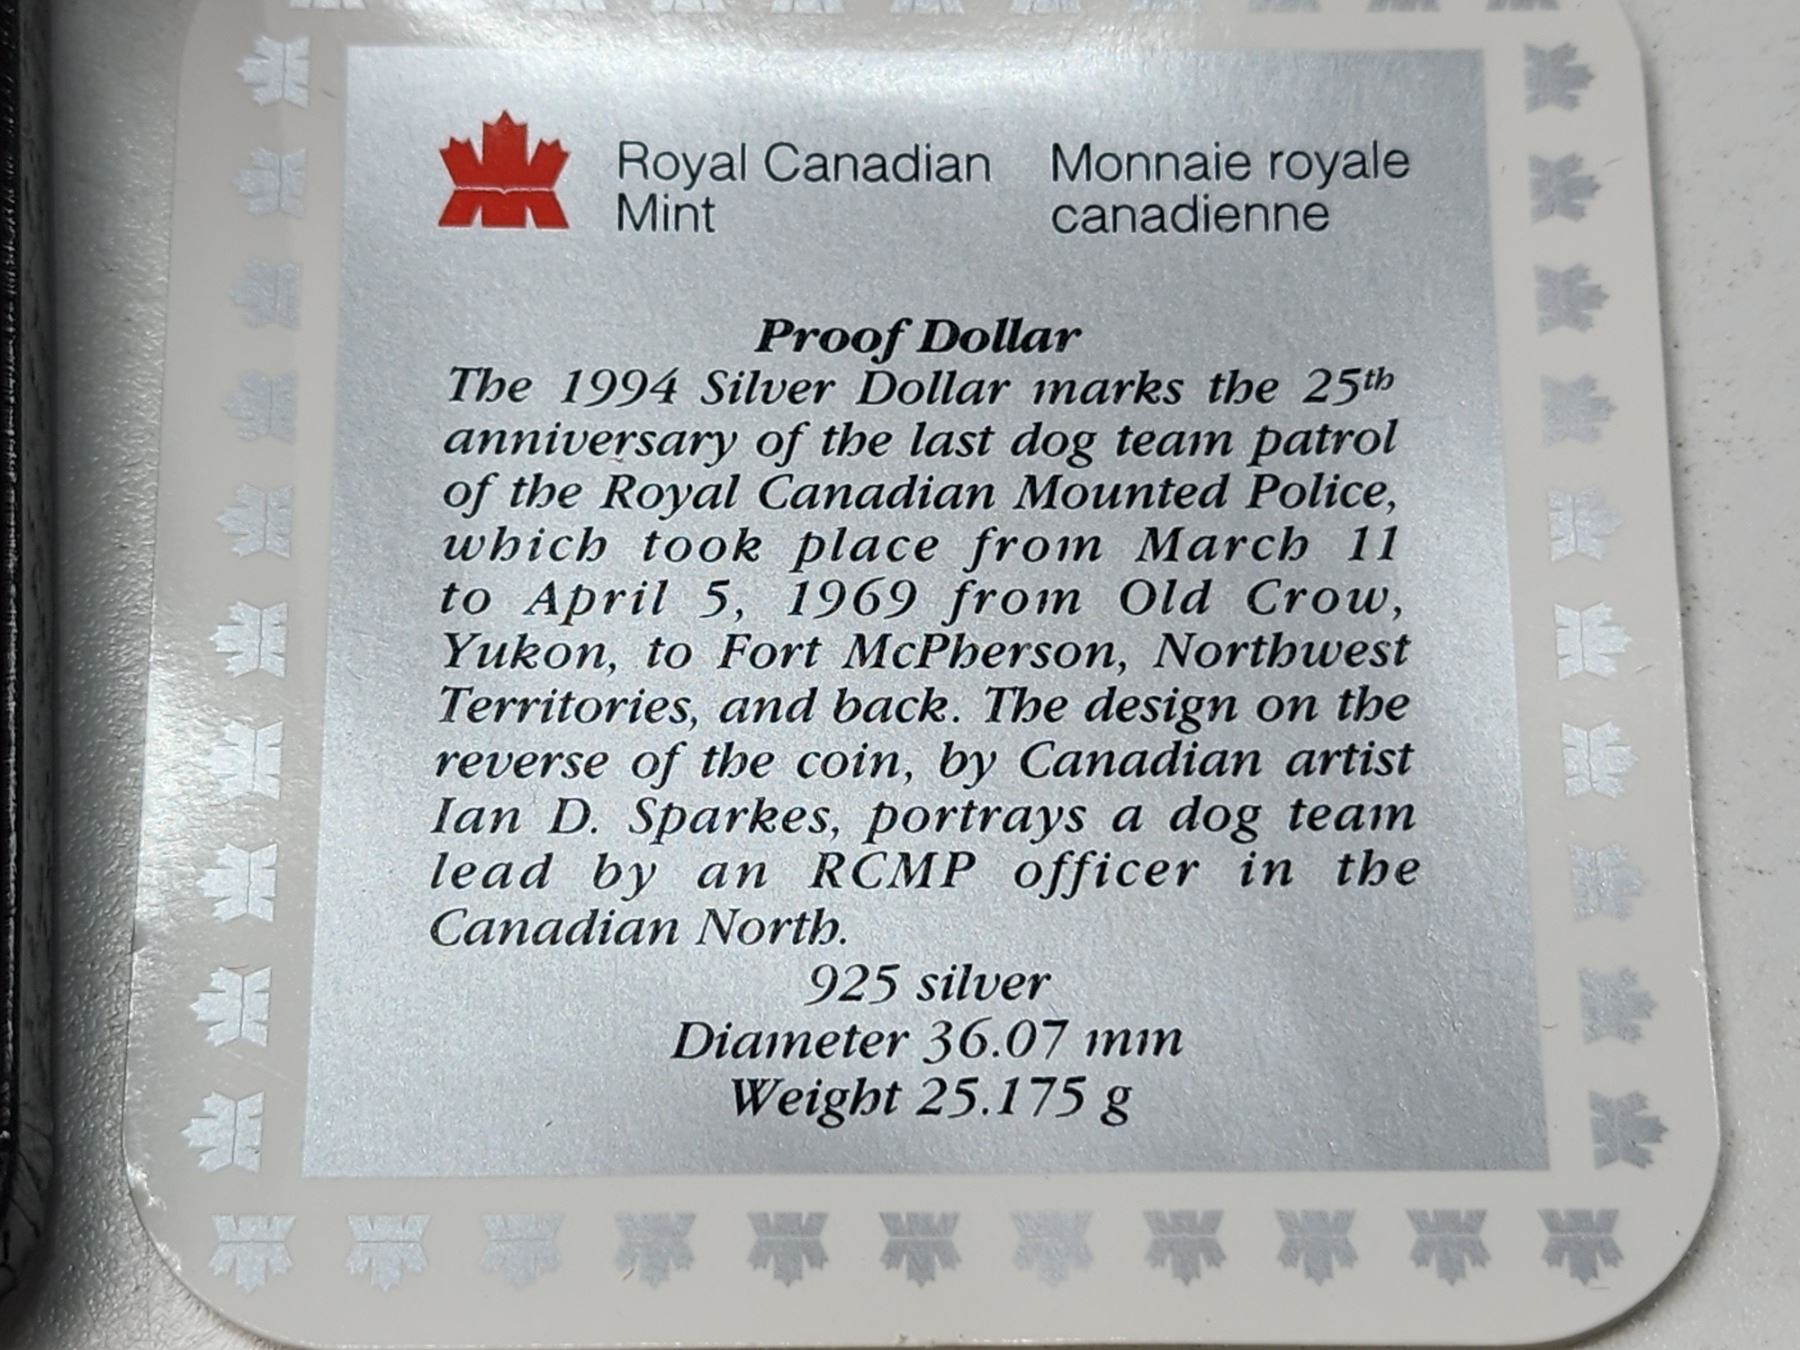 Royal Canadian Mint
Monnaie royale canadienne
Proof Dollar
The 1994 Silver Dollar marks the 25th
anniversary of the last dog team patrol
of the Royal Canadian Mounted Police,
which took place from March 11
to April 5, 1969 from Old Crow,
Yukon, to Fort McPherson, Northwest
Territories, and back. The design on the
reverse of the coin, by Canadian artist
Ian D. Sparkes, portrays a dog team
lead by an RCMP officer in the
Canadian North.
925 silver
Diameter 36.07 mm
Weight 25.175 g